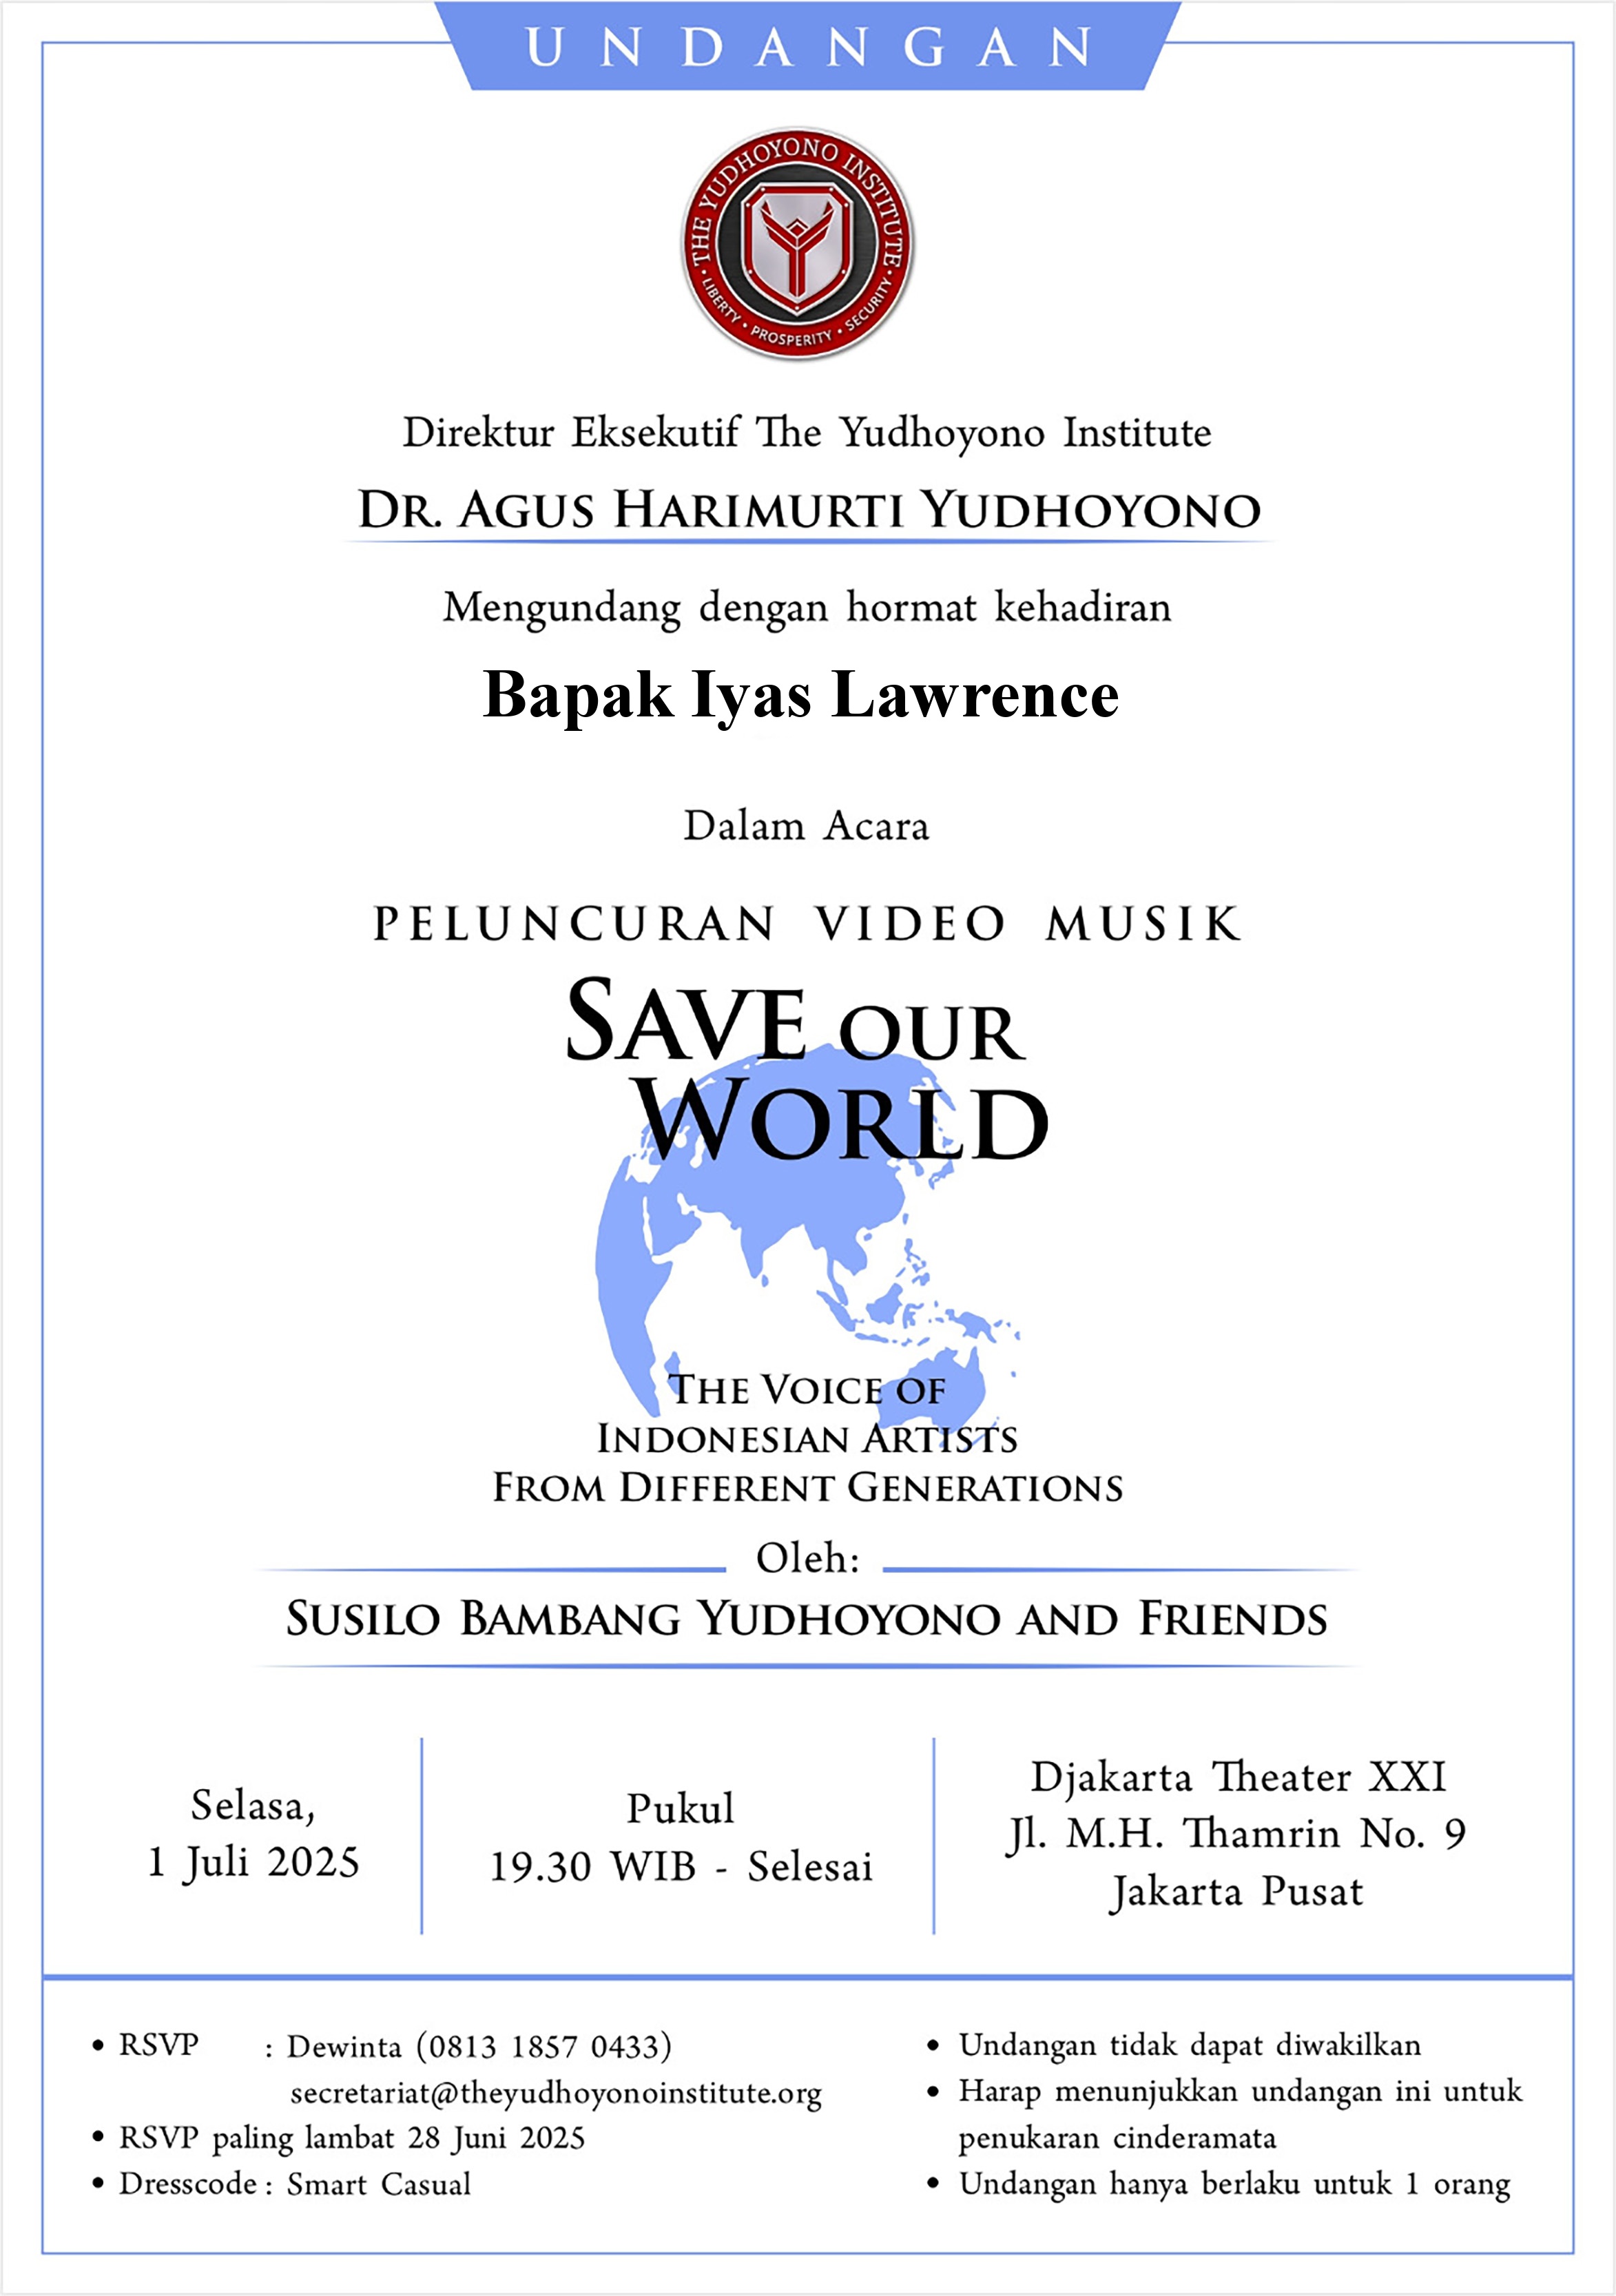 UNDANGAN
THE YUDHOYONO INSTITUTE
• LIBERTY • PROSPERITY • SECURITY •
Direktur Eksekutif The Yudhoyono Institute
DR. AGUS HARIMURTI YUDHOYONO
Mengundang dengan hormat kehadiran
Bapak Iyas Lawrence
Dalam Acara
PELUNCURAN VIDEO MUSIK
SAVE OUR
WORLD
THE VOICE OF
INDONESIAN ARTISTS
FROM DIFFERENT GENERATIONS
Oleh:
SUSILO BAMBANG YUDHOYONO AND FRIENDS
Selasa,
1 Juli 2025
Pukul
19.30 WIB - Selesai
Djakarta Theater XXI
Jl. M.H. Thamrin No. 9
Jakarta Pusat
• RSVP : Dewinta (0813 1857 0433)
secretariat@theyudhoyonoinstitute.org
• RSVP paling lambat 28 Juni 2025
• Dresscode : Smart Casual
• Undangan tidak dapat diwakilkan
• Harap menunjukkan undangan ini untuk
penukaran cinderamata
• Undangan hanya berlaku untuk 1 orang